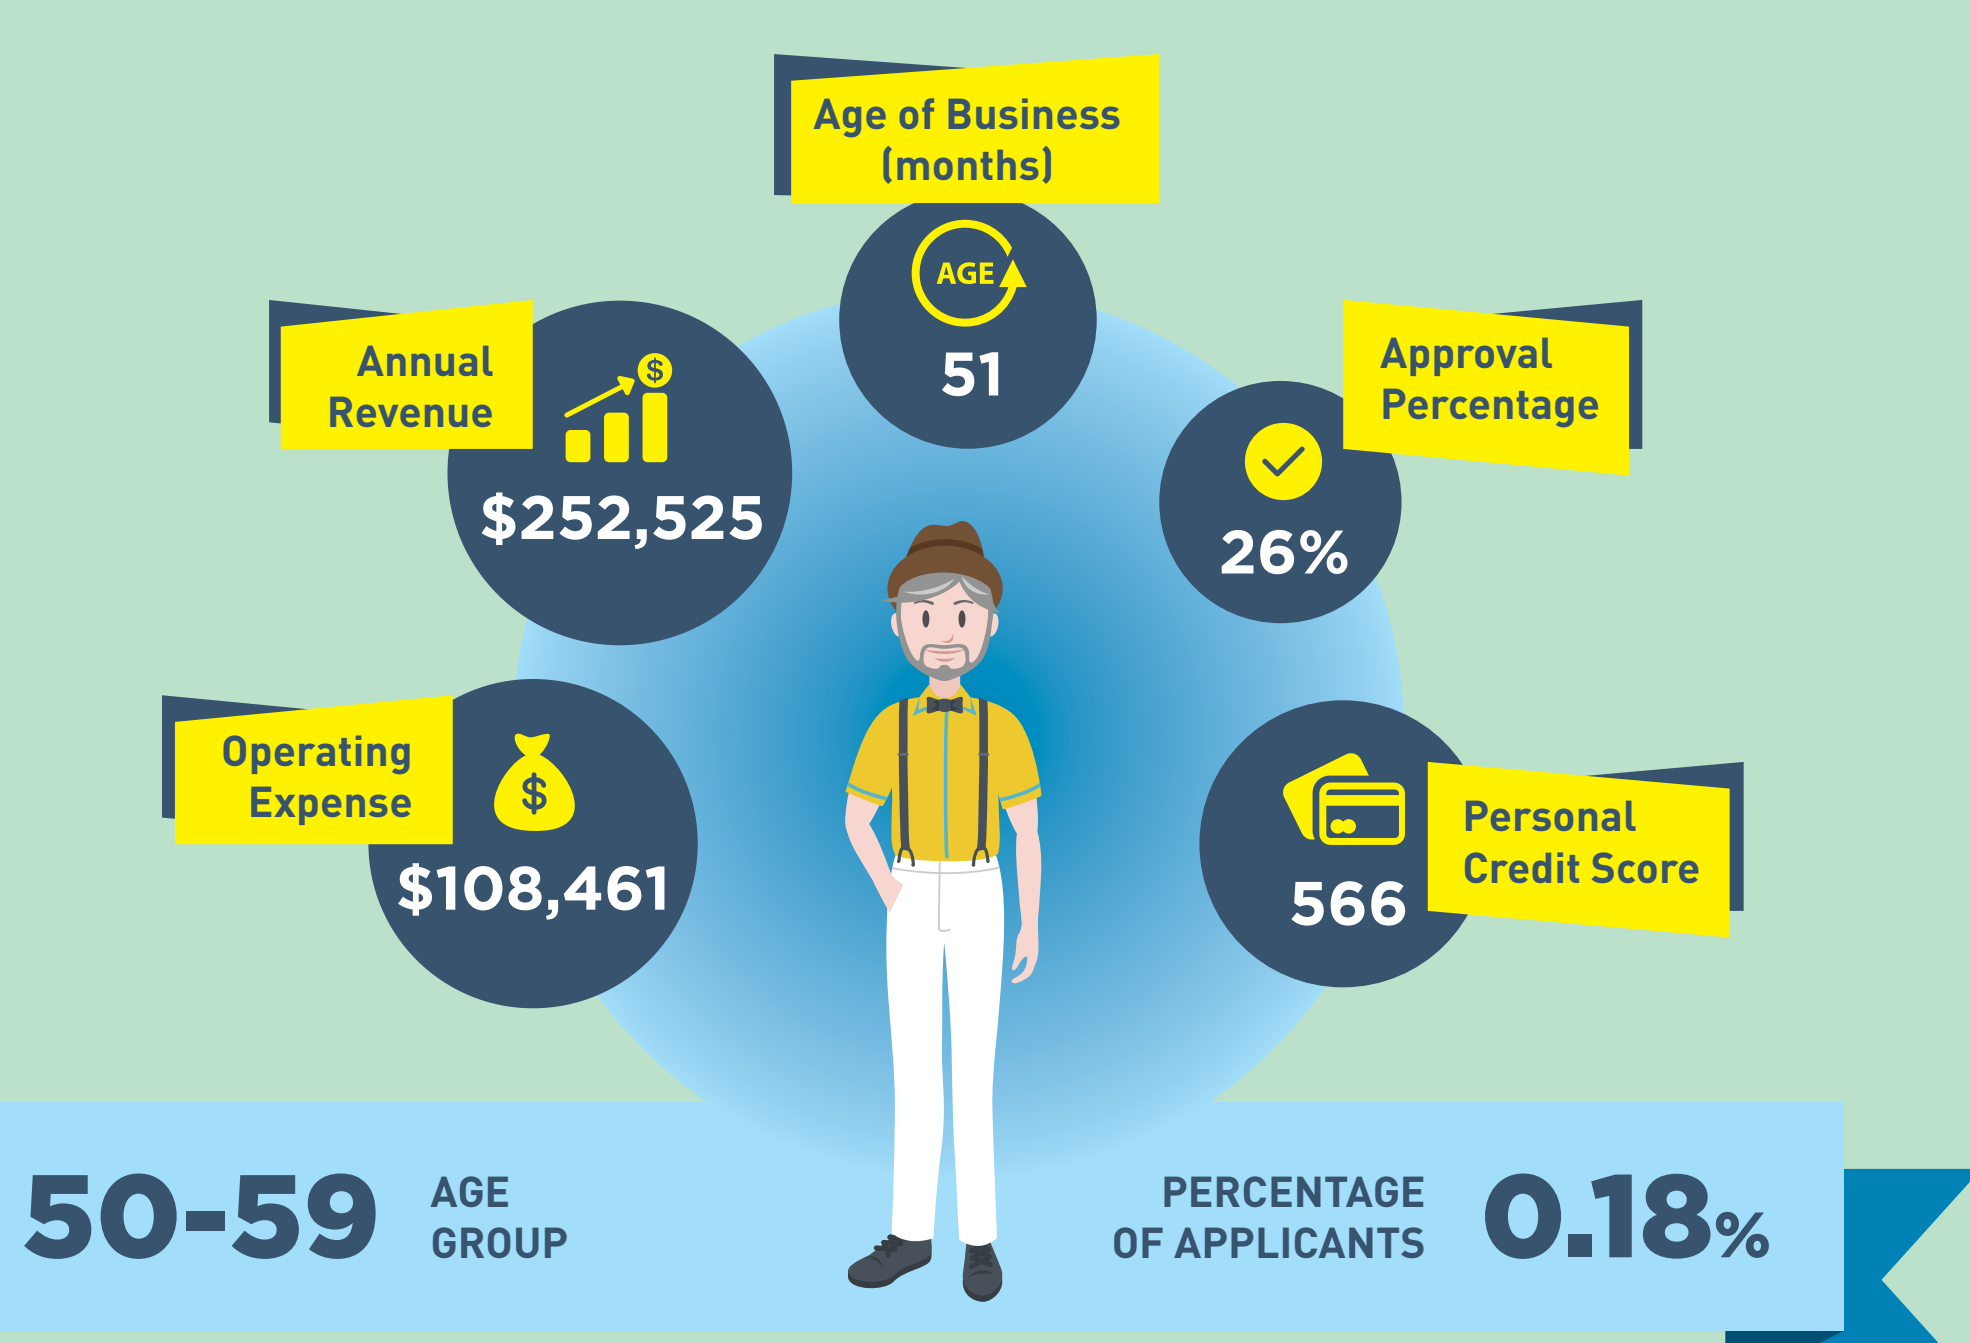 Age of Business
(months)
AGE
51
Annual
Revenue
$
$252,525
Approval
Percentage
26%
Operating
Expense
$
$108,461
Personal
Credit Score
566
50-59
AGE
GROUP
PERCENTAGE
OF APPLICANTS
0.18%